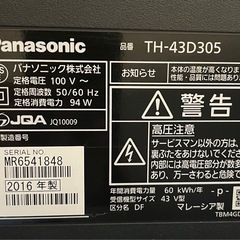 Panasonic
品番 TH-43D305
パナソニック株式会社
定格電圧 100 V～
定格周波数 50/60 Hz
定格消費電力 94 W
JQA JQ10009
製造番号
SERIAL NO.
MR6541848
2016 年製
お知らせ
警告
高圧注意
サービスマン以外の方は、
裏ぶたをあけないでください。
内部には高電圧部分が数多く
あり、万一さわると危険です。
年間消費電力量 60 kWh/年 - p -
受信機型サイズ 43 V型
区分名 DF マレーシア製
TBM4G